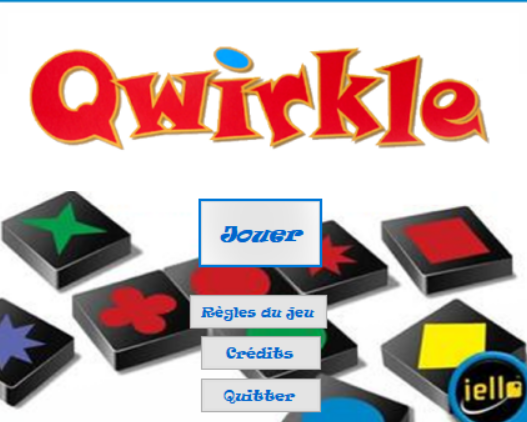 Qwirkle
Jouer
Règles du jeu
Crédits
Quitter
iello